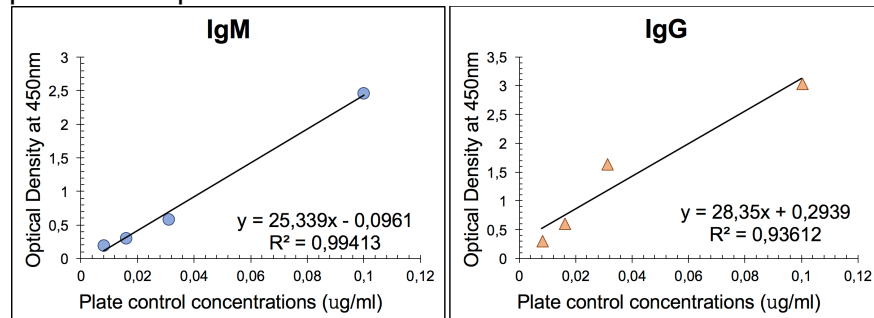 IgM
Optical Density at 450nm
3
2,5
2
1,5
1
0,5
0
y = 25,339x - 0,0961
R² = 0,99413
0
0,02
0,04
0,06
0,08
0,1
0,12
Plate control concentrations (ug/ml)
IgG
Optical Density at 450nm
3,5
3
2,5
2
1,5
1
0,5
0
y = 28,35x + 0,2939
R² = 0,93612
0
0,02
0,04
0,06
0,08
0,1
0,12
Plate control concentrations (ug/ml)